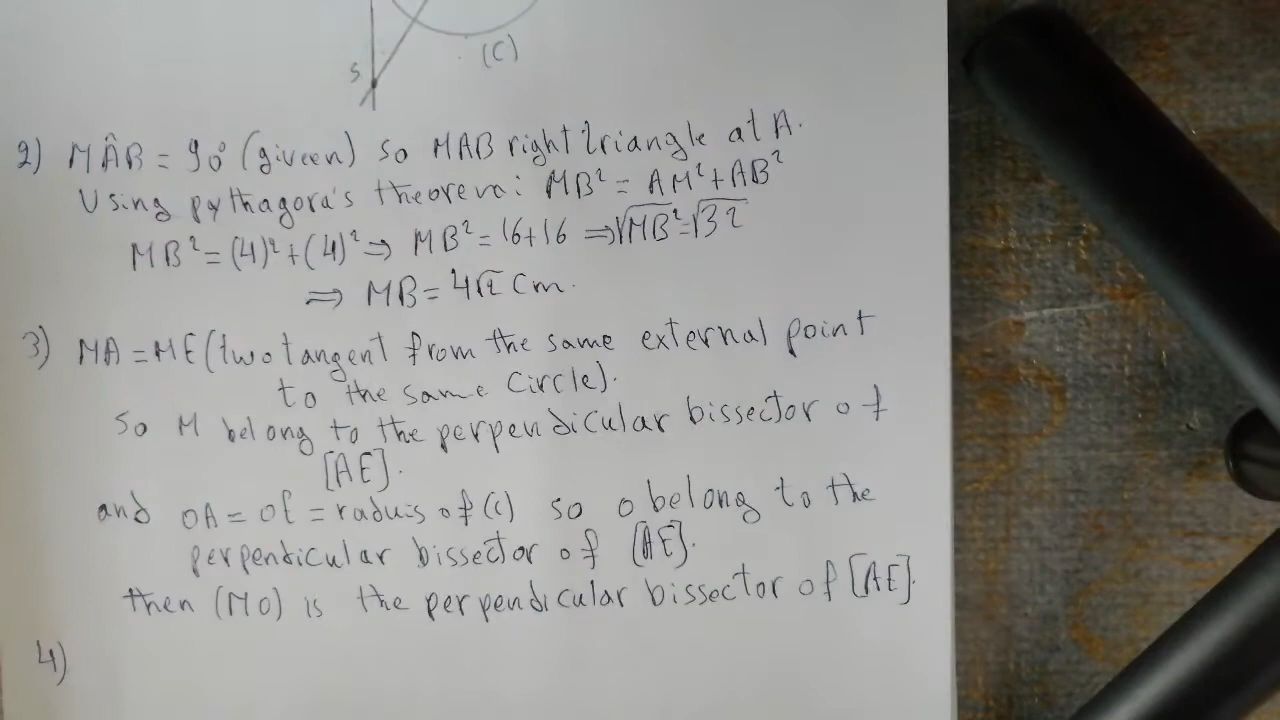 (C)
S
2) MÂB = 90° (giveen) so MAB right triangle at A.
Using pythagora's theorem: MB² = AM² + AB²
MB² = (4)² + (4)² ⇒ MB² = 16+16 ⇒ √MB² = √32
⇒ MB = 4√2 cm.
3) MA = ME (two tangent from the same external point
to the same circle).
so M belong to the perpendicular bissector of
[AE].
and OA = OE = raduis of (C) so O belong to the
perpendicular bissector of [AE].
then (MO) is the perpendicular bissector of [AE].
4)